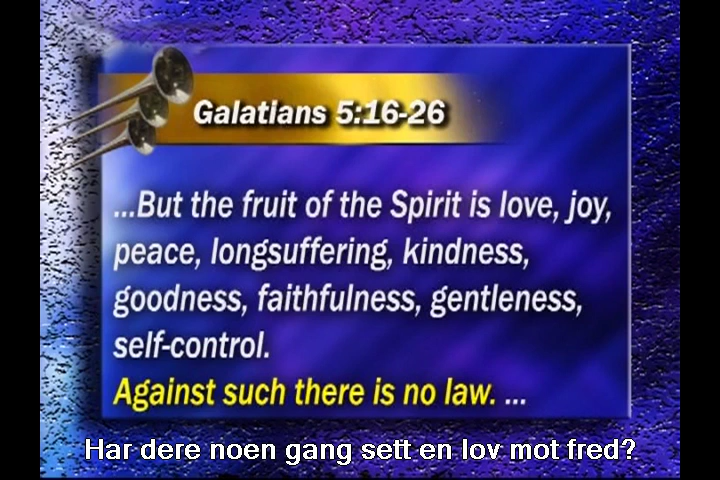 Galatians 5:16-26
...But the fruit of the Spirit is love, joy,
peace, longsuffering, kindness,
goodness, faithfulness, gentleness,
self-control.
Against such there is no law. ...
Har dere noen gang sett en lov mot fred?